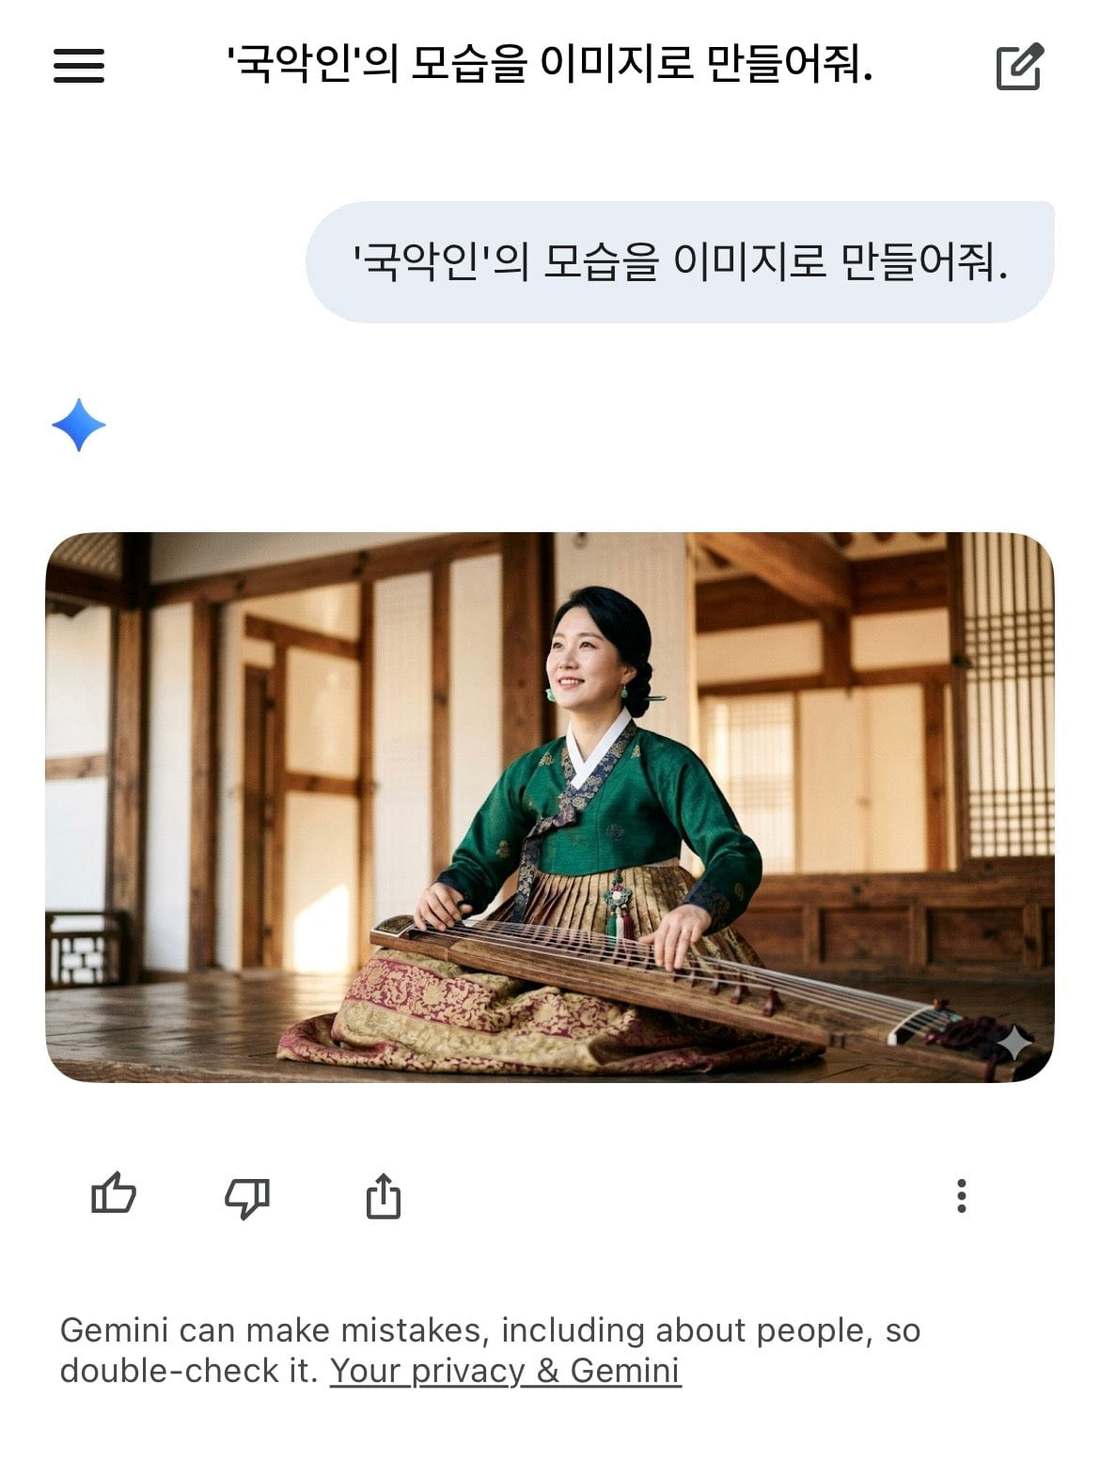 '국악인'의 모습을 이미지로 만들어줘.
'국악인'의 모습을 이미지로 만들어줘.
Gemini can make mistakes, including about people, so
double-check it. Your privacy & Gemini